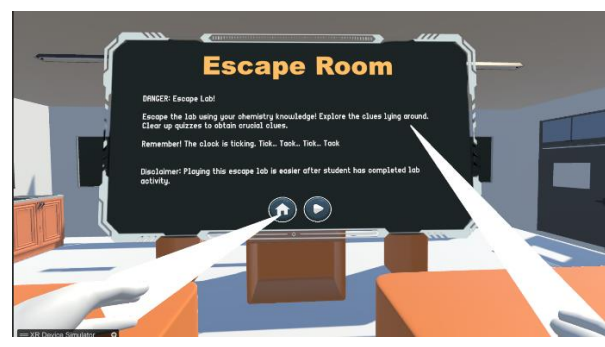 Escape Room
DANGER: Escape Lab!
Escape the lab using your chemistry knowledge! Explore the clues lying around.
Clear up quizzes to obtain crucial clues.
Remember! The clock is ticking. Tick.. Tack.. Tick.. Tack
Disclaimer: Playing this escape lab is easier after student has completed lab
activity.
XR Device Simulator